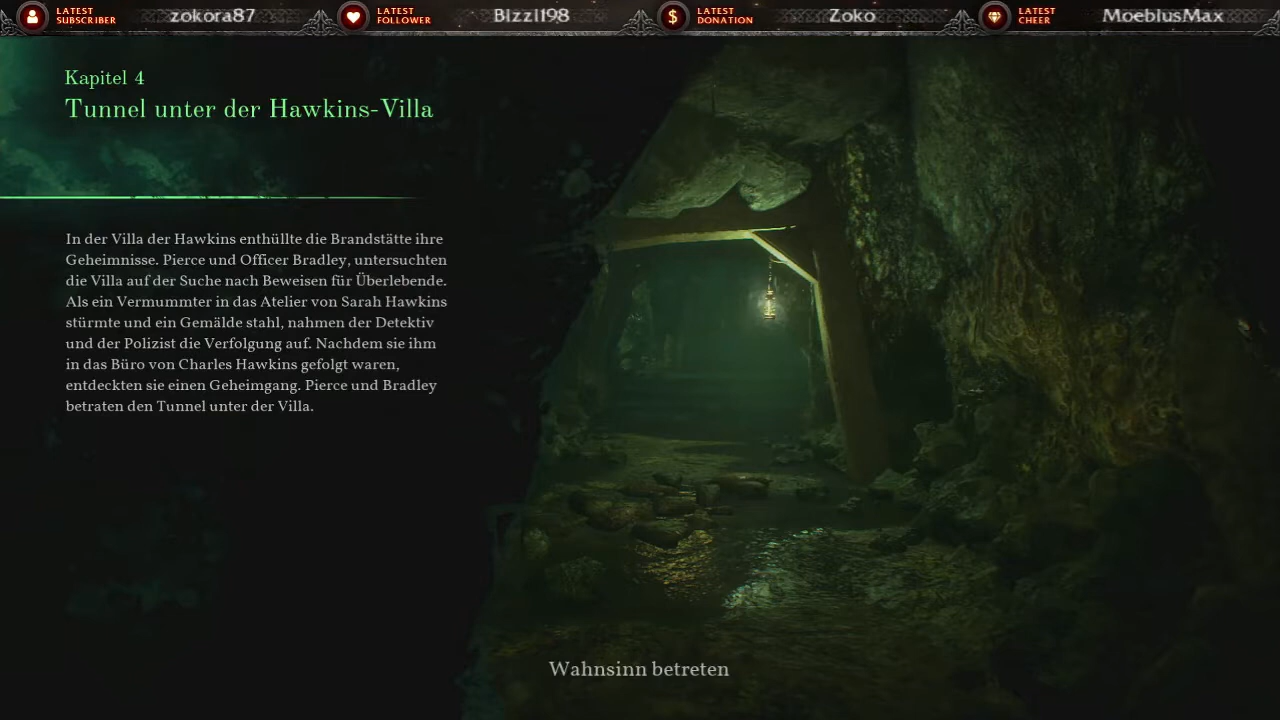 LATEST SUBSCRIBER zokora87
LATEST FOLLOWER Blzz1198
LATEST DONATION Zoko
LATEST CHEER MoebiusMax
Kapitel 4
Tunnel unter der Hawkins-Villa
In der Villa der Hawkins enthüllte die Brandstätte ihre
Geheimnisse. Pierce und Officer Bradley, untersuchten
die Villa auf der Suche nach Beweisen für Überlebende.
Als ein Vermummter in das Atelier von Sarah Hawkins
stürmte und ein Gemälde stahl, nahmen der Detektiv
und der Polizist die Verfolgung auf. Nachdem sie ihm
in das Büro von Charles Hawkins gefolgt waren,
entdeckten sie einen Geheimgang. Pierce und Bradley
betraten den Tunnel unter der Villa.
Wahnsinn betreten